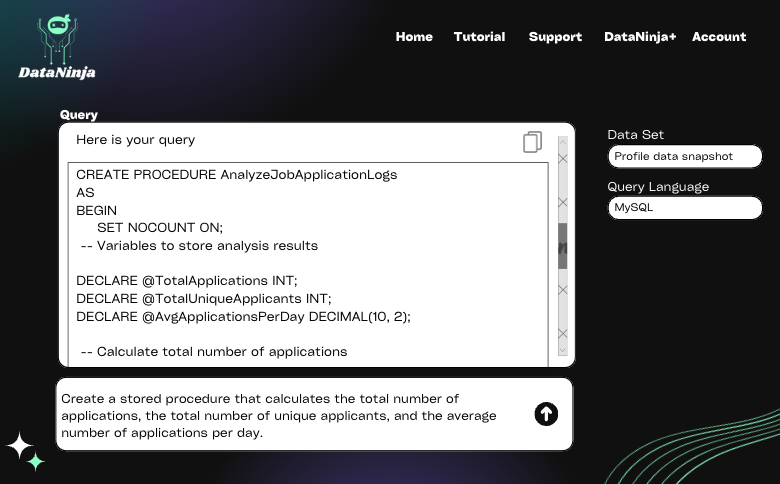 DataNinja
Home Tutorial Support DataNinja+ Account
Query
Here is your query
CREATE PROCEDURE AnalyzeJobApplicationLogs
AS
BEGIN
SET NOCOUNT ON;
-- Variables to store analysis results
DECLARE @TotalApplications INT;
DECLARE @TotalUniqueApplicants INT;
DECLARE @AvgApplicationsPerDay DECIMAL(10, 2);
-- Calculate total number of applications
Data Set
Profile data snapshot
Query Language
MySQL
Create a stored procedure that calculates the total number of
applications, the total number of unique applicants, and the average
number of applications per day.